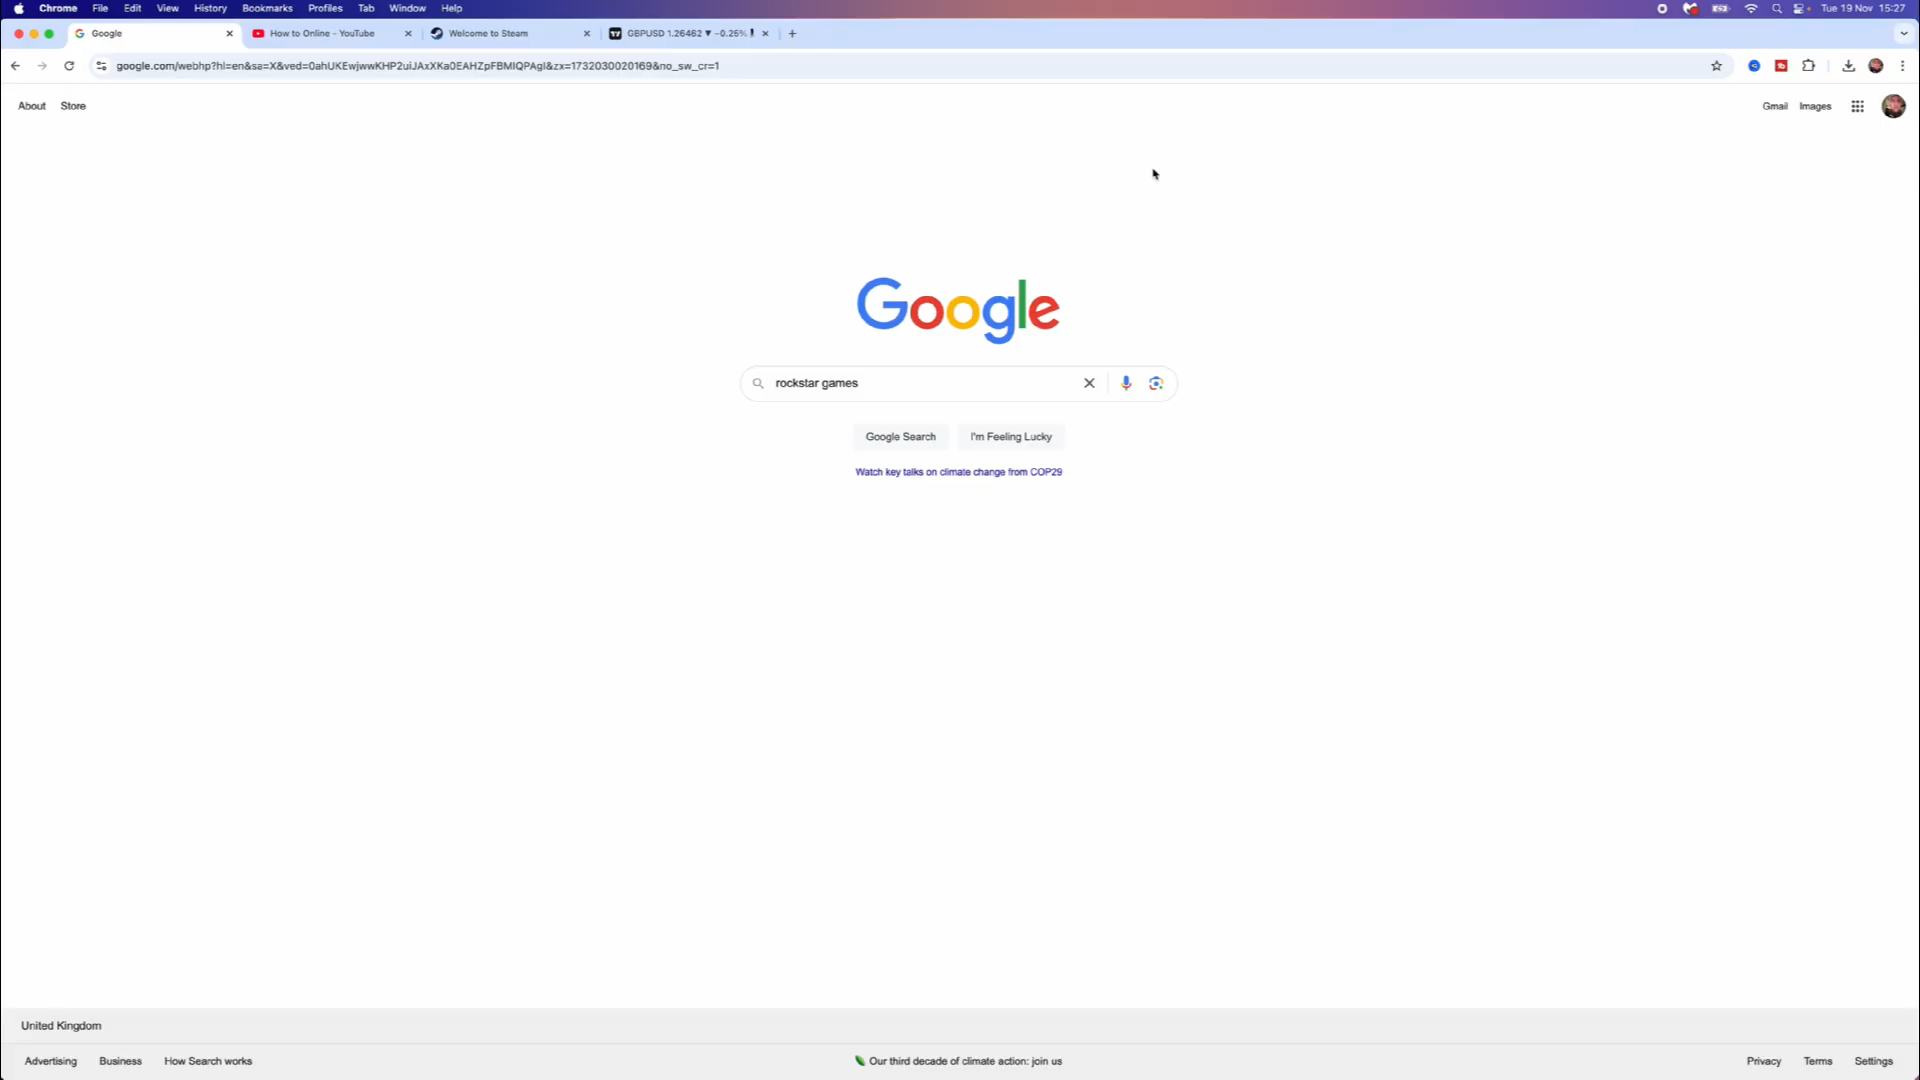 Chrome File Edit View History Bookmarks Profiles Tab Window Help Tue 19 Nov 15:27
Google How to Online - YouTube Welcome to Steam GBPUSD 1.26462 ▼ −0.25%
google.com/webhp?hl=en&sa=X&ved=0ahUKEwjwwKHP2uiJAxXKa0EAHZpFBMIQPAgI&zx=1732030020169&no_sw_cr=1
About Store Gmail Images
Google
rockstar games
Google Search I'm Feeling Lucky
Watch key talks on climate change from COP29
United Kingdom
Advertising Business How Search works Our third decade of climate action: join us Privacy Terms Settings